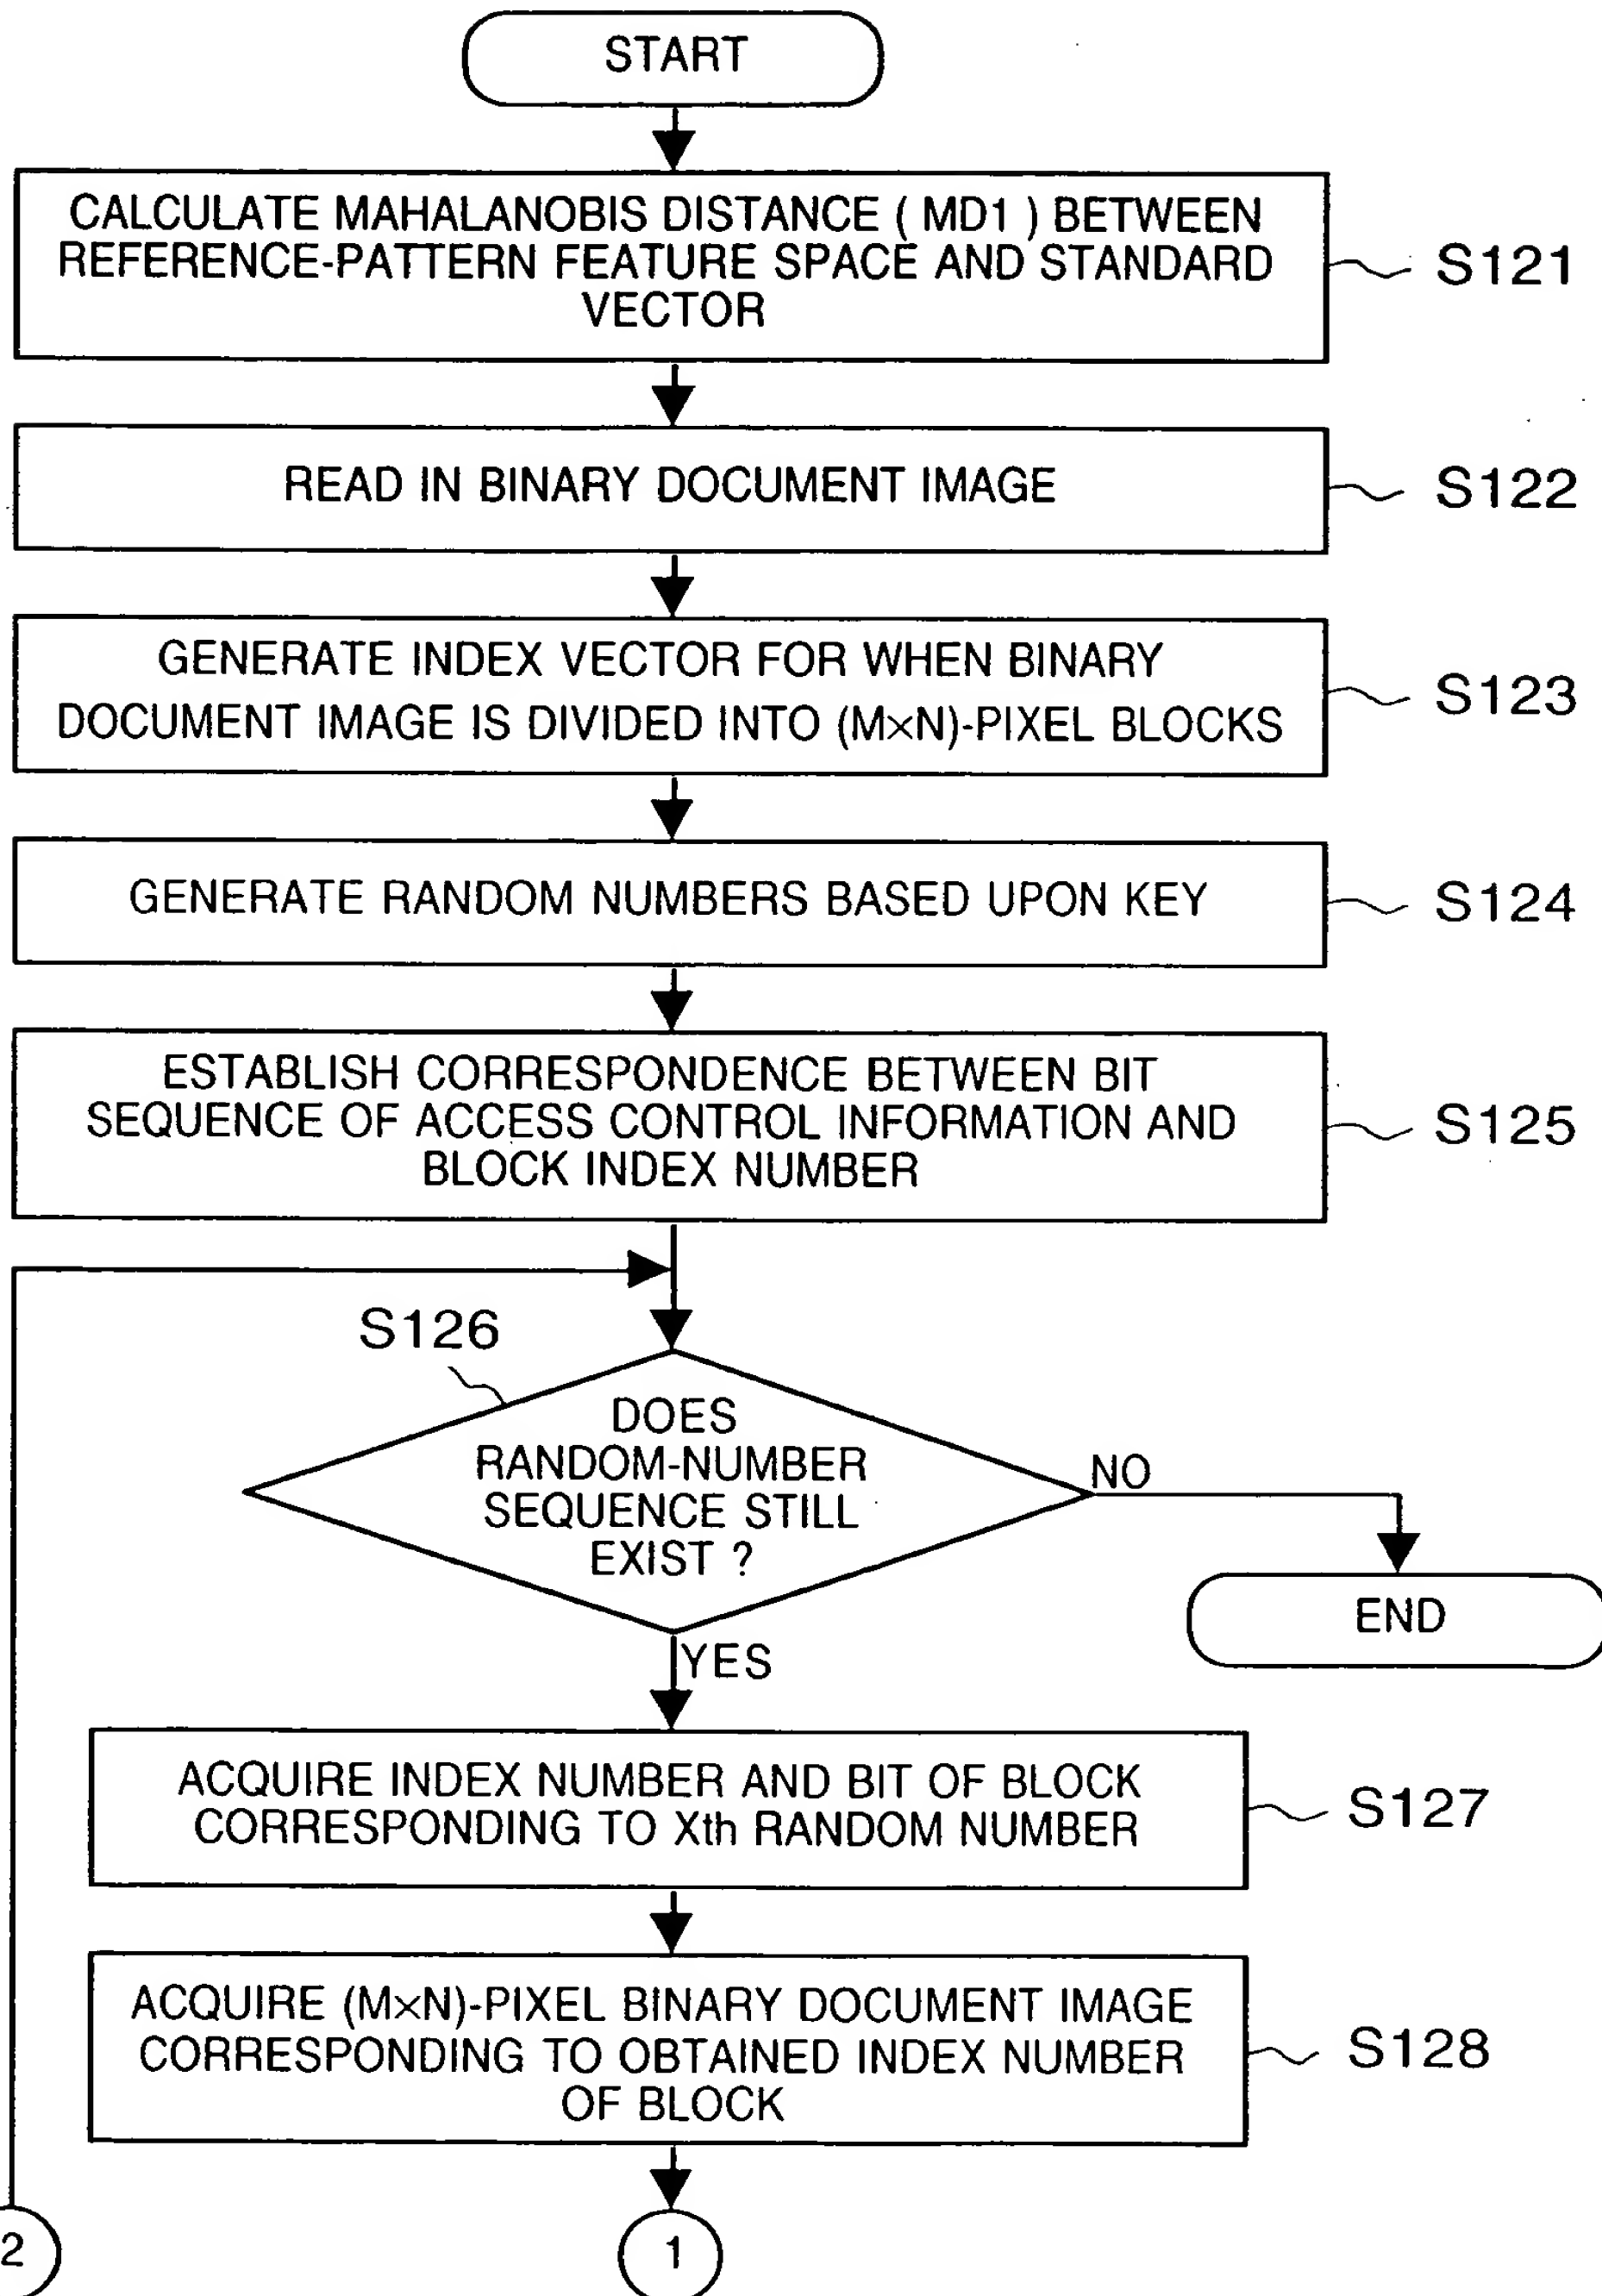 START
CALCULATE MAHALANOBIS DISTANCE ( MD1 ) BETWEEN
REFERENCE-PATTERN FEATURE SPACE AND STANDARD
VECTOR
S121
READ IN BINARY DOCUMENT IMAGE
S122
GENERATE INDEX VECTOR FOR WHEN BINARY
DOCUMENT IMAGE IS DIVIDED INTO (M×N)-PIXEL BLOCKS
S123
GENERATE RANDOM NUMBERS BASED UPON KEY
S124
ESTABLISH CORRESPONDENCE BETWEEN BIT
SEQUENCE OF ACCESS CONTROL INFORMATION AND
BLOCK INDEX NUMBER
S125
S126
DOES
RANDOM-NUMBER
SEQUENCE STILL
EXIST ?
NO
END
YES
ACQUIRE INDEX NUMBER AND BIT OF BLOCK
CORRESPONDING TO Xth RANDOM NUMBER
S127
ACQUIRE (M×N)-PIXEL BINARY DOCUMENT IMAGE
CORRESPONDING TO OBTAINED INDEX NUMBER
OF BLOCK
S128
2
1